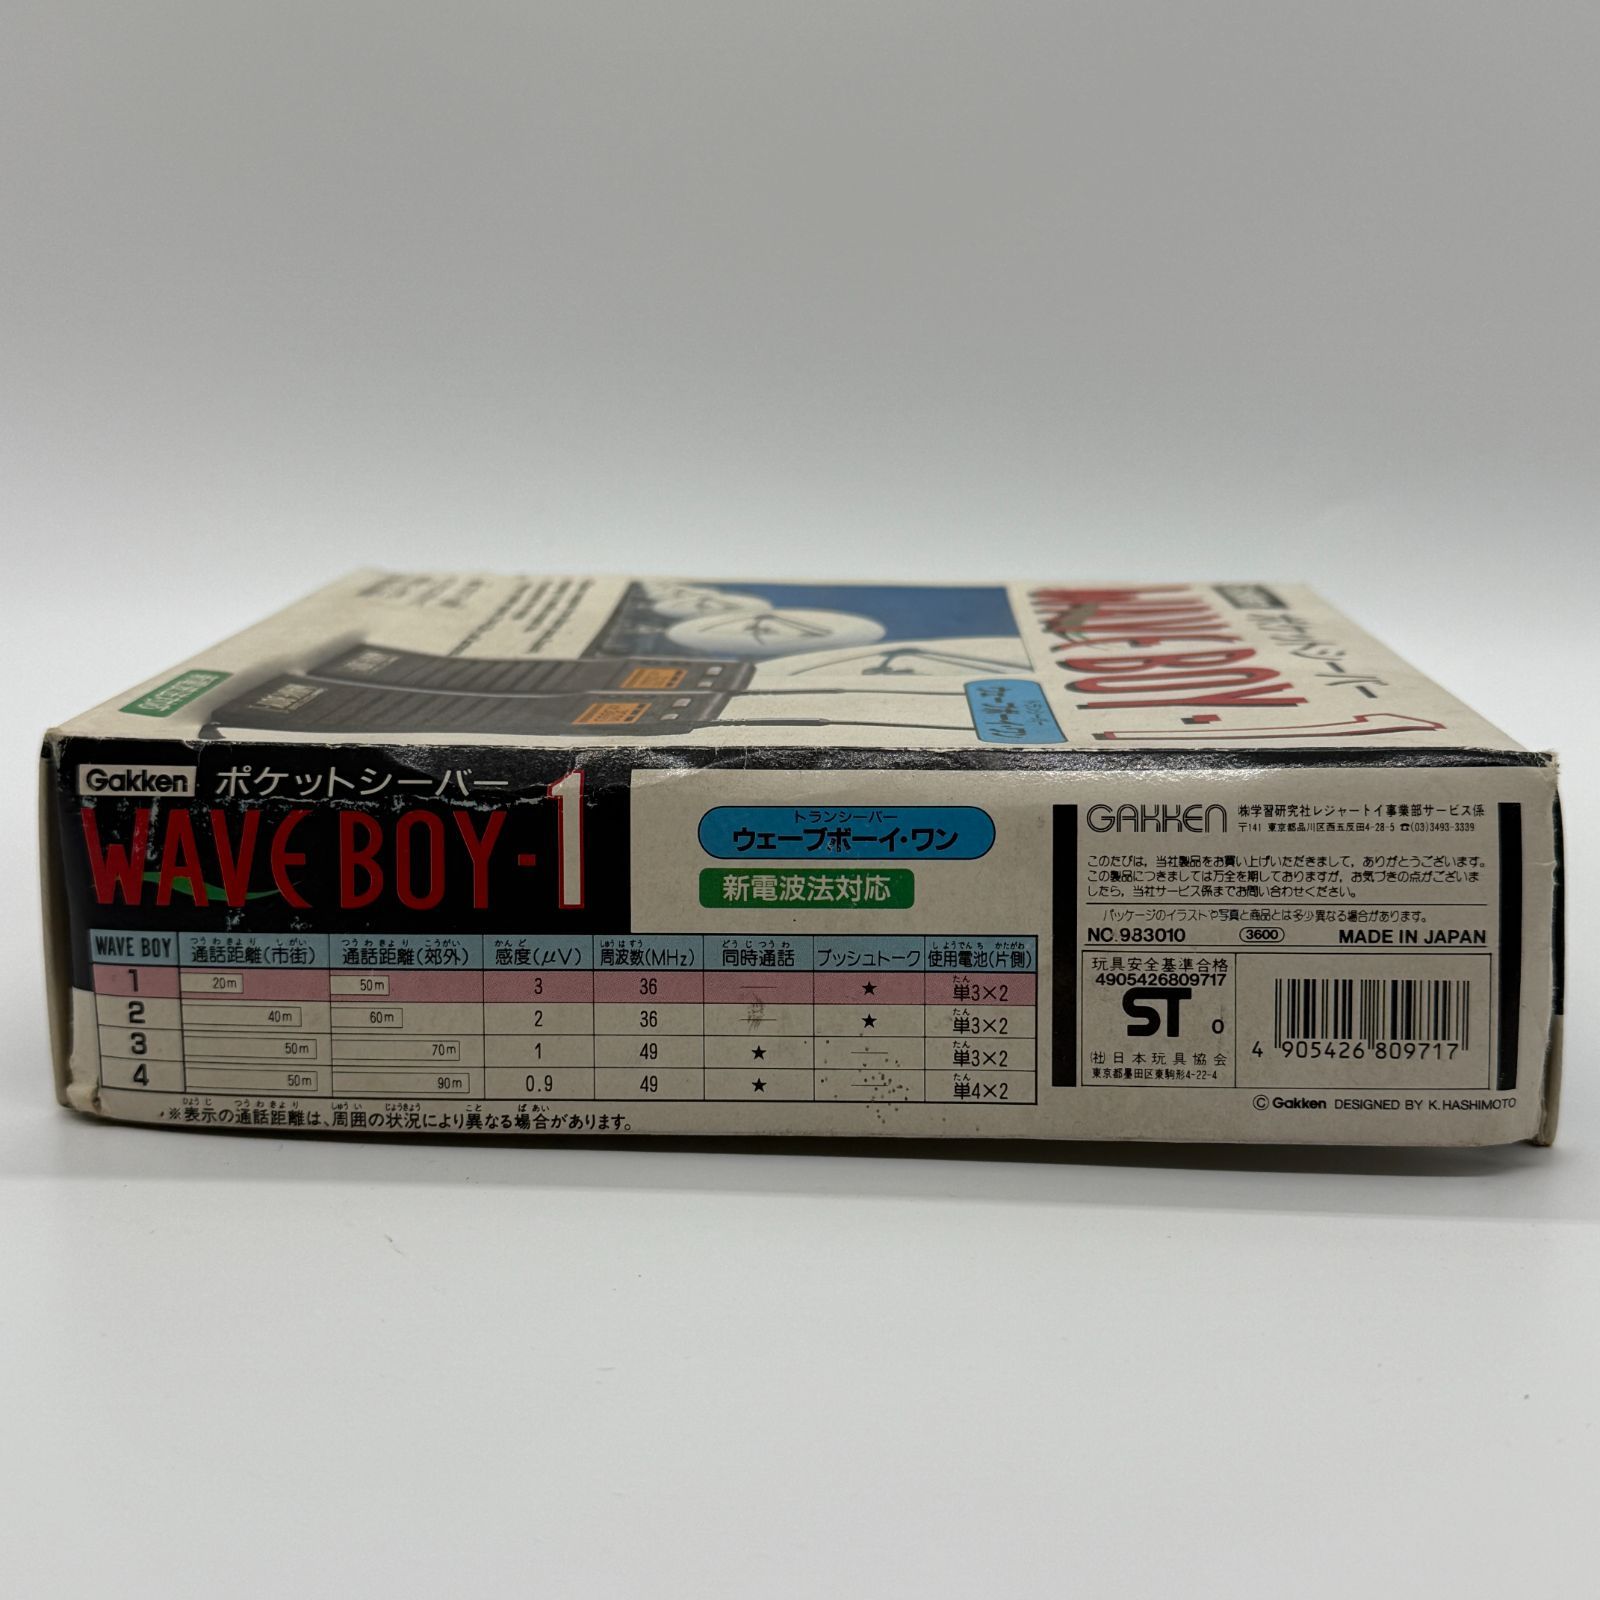 ポケットシーバー
WAVE BOY-1
Gakken ポケットシーバー
WAVE BOY-1
トランシーバー
ウェーブボーイ・ワン
新電波法対応
WAVE BOY 通話距離(市街) 通話距離(郊外) 感度(μV) 周波数(MHz) 同時通話 プッシュトーク 使用電池(片側)
1 20m 50m 3 36 — ★ 単3×2
2 40m 60m 2 36 — ★ 単3×2
3 50m 70m 1 49 ★ — 単3×2
4 50m 90m 0.9 49 ★ — 単4×2
※表示の通話距離は、周囲の状況により異なる場合があります。
GAKKEN ㈱学習研究社レジャートイ事業部サービス係
〒141 東京都品川区西五反田4-28-5 ☎(03)3493-3339
このたびは、当社製品をお買い上げいただきまして、ありがとうございます。
この製品につきましては万全を期しておりますが、お気づきの点がございま
したら、当社サービス係までお問い合わせください。
パッケージのイラストや写真と商品とは多少異なる場合があります。
NO.983010 3600 MADE IN JAPAN
玩具安全基準合格
4905426809717
ST 0
㈳日本玩具協会
東京都墨田区東駒形4-22-4
4 905426 809717
© Gakken DESIGNED BY K.HASHIMOTO